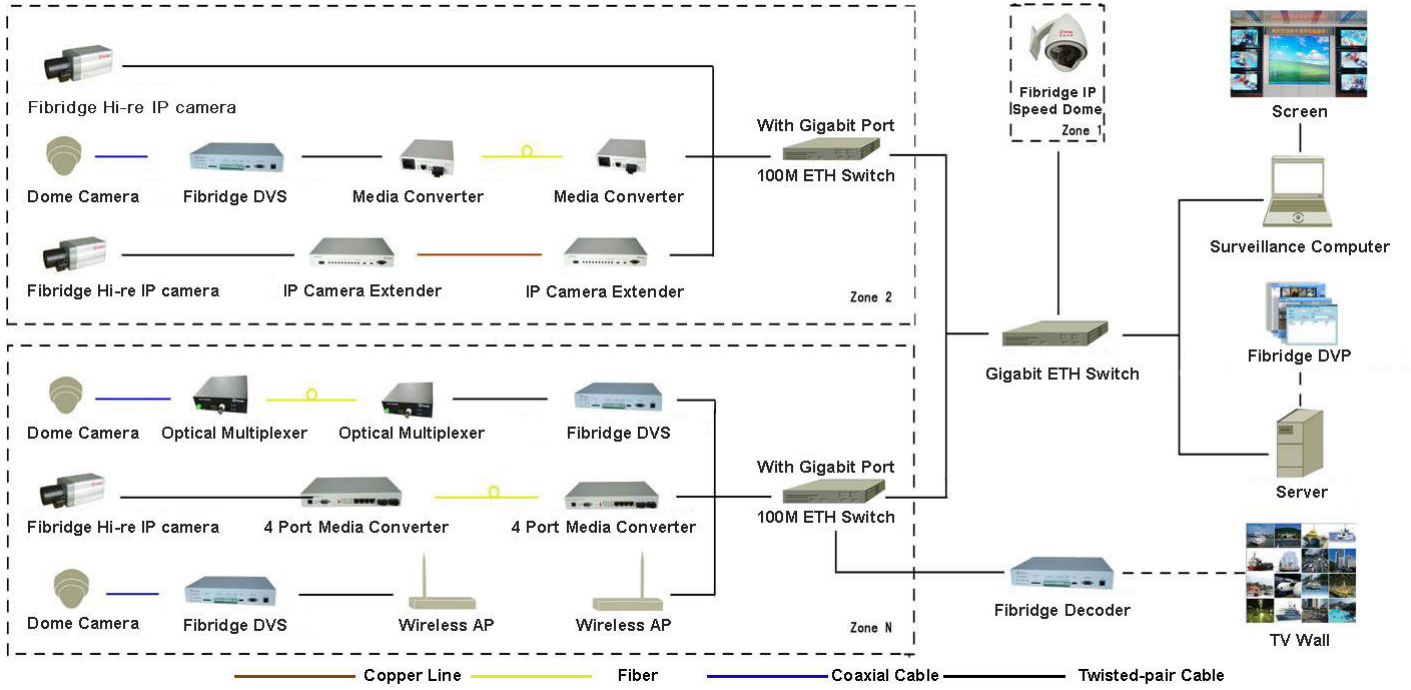 Fibridge Hi-re IP camera
Dome Camera
Fibridge DVS
Media Converter
Media Converter
Fibridge Hi-re IP camera
IP Camera Extender
IP Camera Extender
With Gigabit Port
100M ETH Switch
Zone 2
Dome Camera
Optical Multiplexer
Optical Multiplexer
Fibridge DVS
Fibridge Hi-re IP camera
4 Port Media Converter
4 Port Media Converter
Dome Camera
Fibridge DVS
Wireless AP
Wireless AP
With Gigabit Port
100M ETH Switch
Zone N
Fibridge IP
Speed Dome
Zone 1
Gigabit ETH Switch
Screen
Surveillance Computer
Fibridge DVP
Server
Fibridge Decoder
TV Wall
Copper Line
Fiber
Coaxial Cable
Twisted-pair Cable